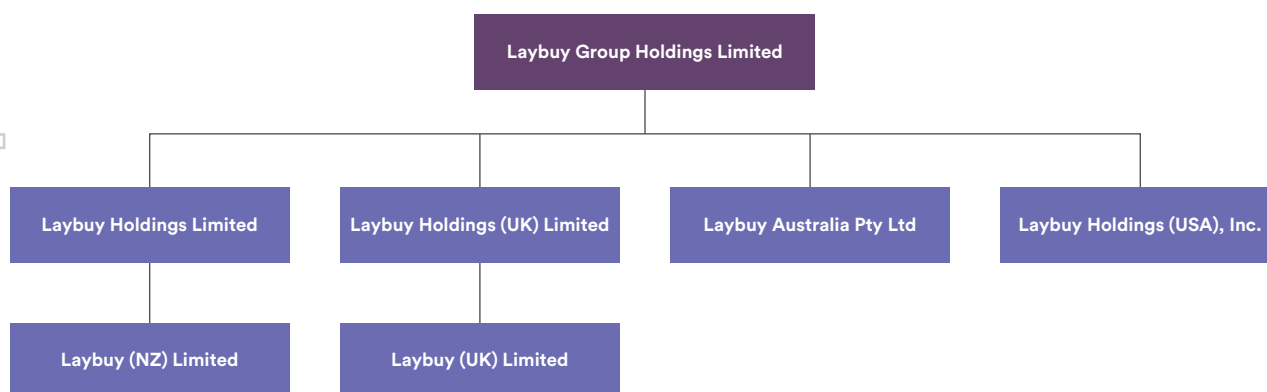 Laybuy Group Holdings Limited
Laybuy Holdings Limited
Laybuy Holdings (UK) Limited
Laybuy Australia Pty Ltd
Laybuy Holdings (USA), Inc.
Laybuy (NZ) Limited
Laybuy (UK) Limited